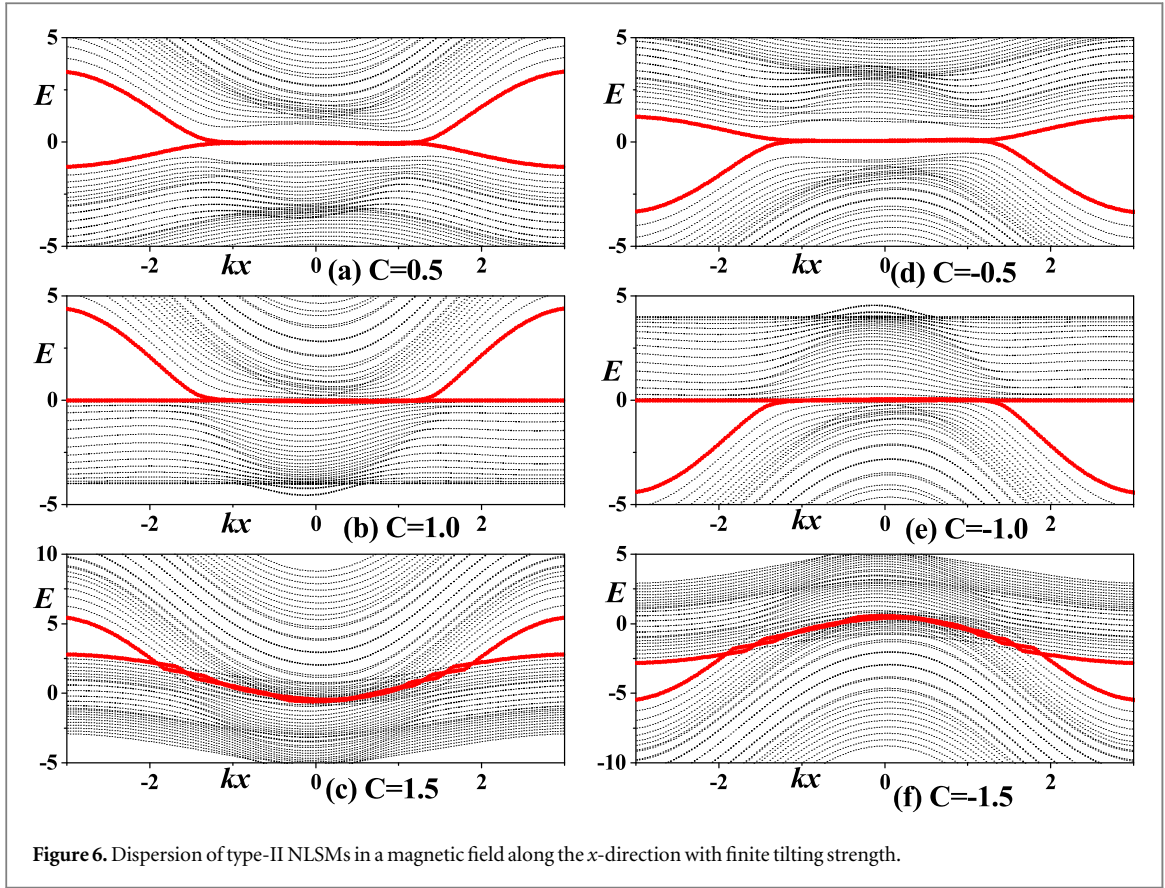 5
E
0
-5
-2
kx
0
2
(a) C=0.5
5
E
0
-5
-2
kx
0
2
(d) C=-0.5
5
E
0
-5
-2
kx
0
2
(b) C=1.0
5
E
0
-5
-2
kx
0
2
(e) C=-1.0
10
E
5
0
-5
-2
kx
0
2
(c) C=1.5
5
E
0
-5
-10
-2
kx
0
2
(f) C=-1.5
Figure 6. Dispersion of type-II NLSMs in a magnetic field along the x-direction with finite tilting strength.